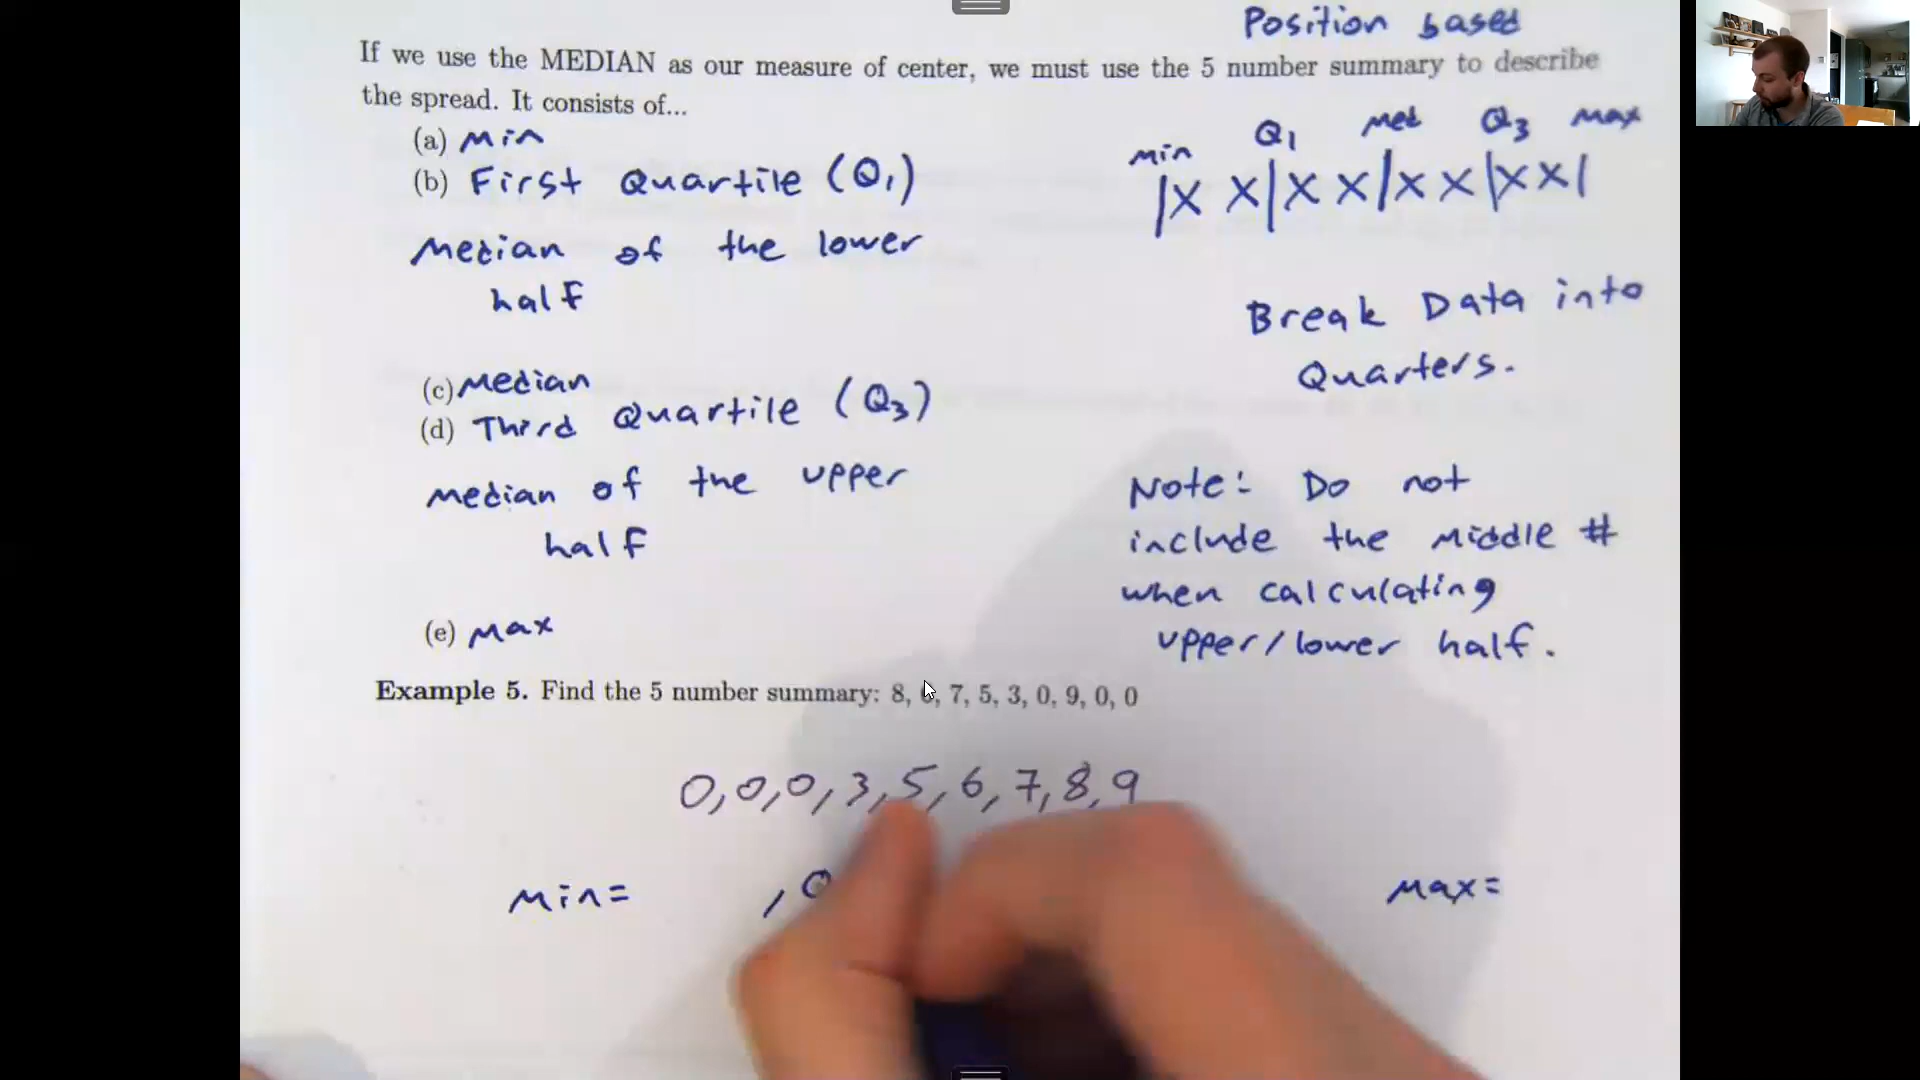 Position based
If we use the MEDIAN as our measure of center, we must use the 5 number summary to describe
the spread. It consists of...
(a) Min
(b) First Quartile (Q1)
Median of the lower
half
(c) Median
(d) Third Quartile (Q3)
Median of the upper
half
(e) Max
min Q1 med Q3 max
|X X|X X|X X|X X|
Break Data into
Quarters.
Note: Do not
include the middle #
when calculating
upper/lower half.
Example 5. Find the 5 number summary: 8, 6, 7, 5, 3, 0, 9, 0, 0
0,0,0,3,5,6,7,8,9
Min= , Max=